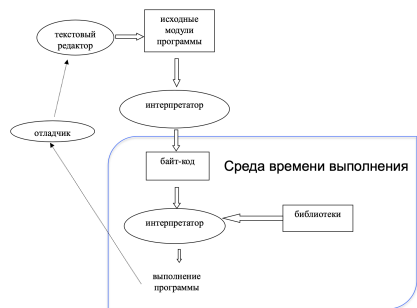 текстовый
редактор
исходные
модули
программы
интерпретатор
отладчик
байт-код
Среда времени выполнения
интерпретатор
библиотеки
выполнение
программы